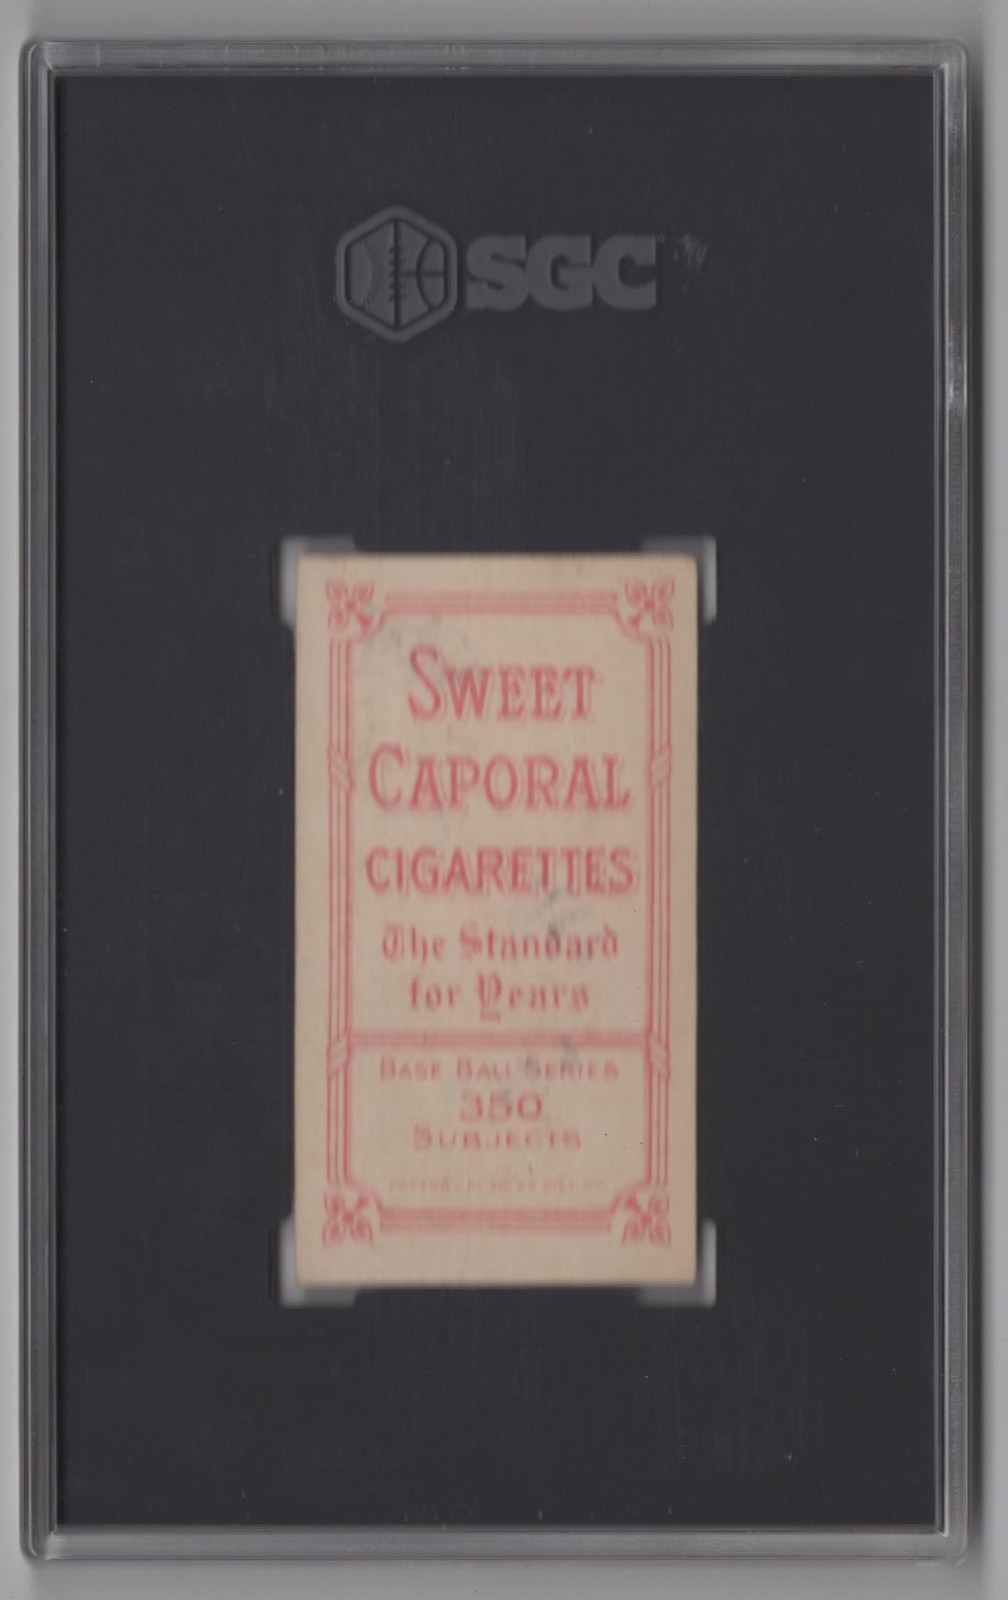 SGC
SWEET
CAPORAL
CIGARETTES
The Standard
for Years
BASE BALL SERIES
350
SUBJECTS